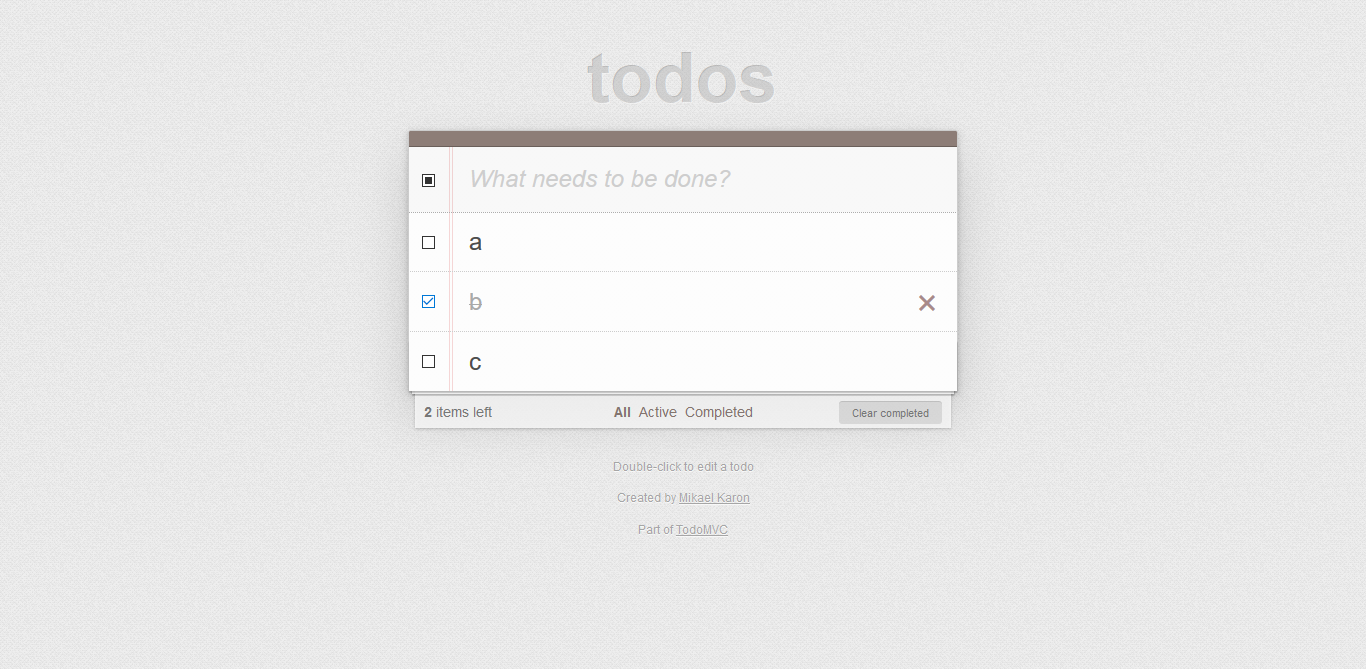 todos
What needs to be done?
a
b
c
2 items left All Active Completed Clear completed
Double-click to edit a todo
Created by Mikael Karon
Part of TodoMVC